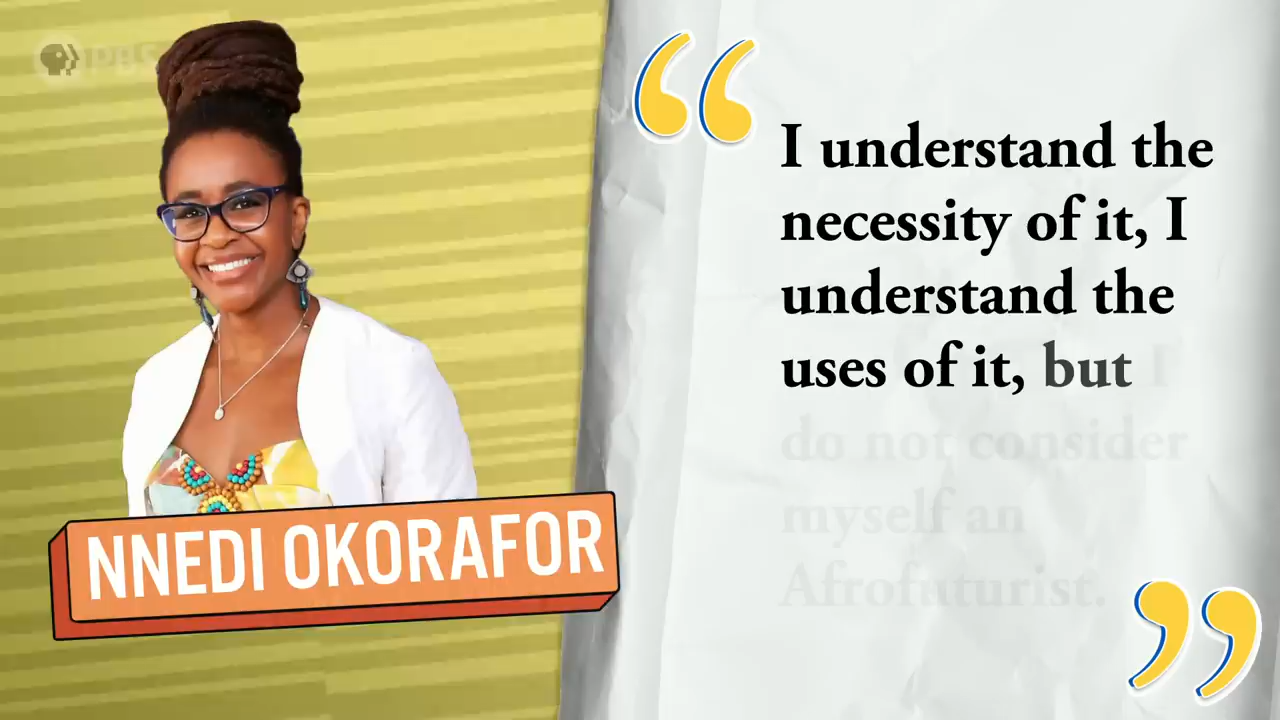 PBS
I understand the
necessity of it, I
understand the
uses of it, but I
do not consider
myself an
Afrofuturist.
NNEDI OKORAFOR